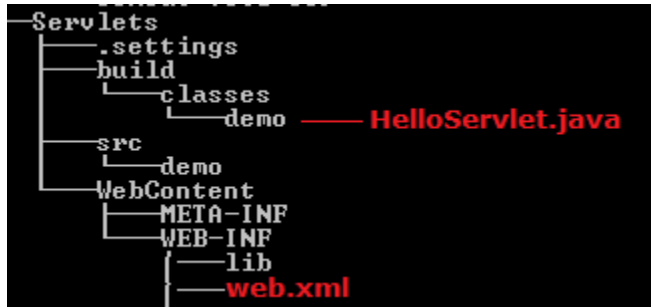 Servlets
.settings
build
classes
demo HelloServlet.java
src
demo
WebContent
META-INF
WEB-INF
lib
web.xml